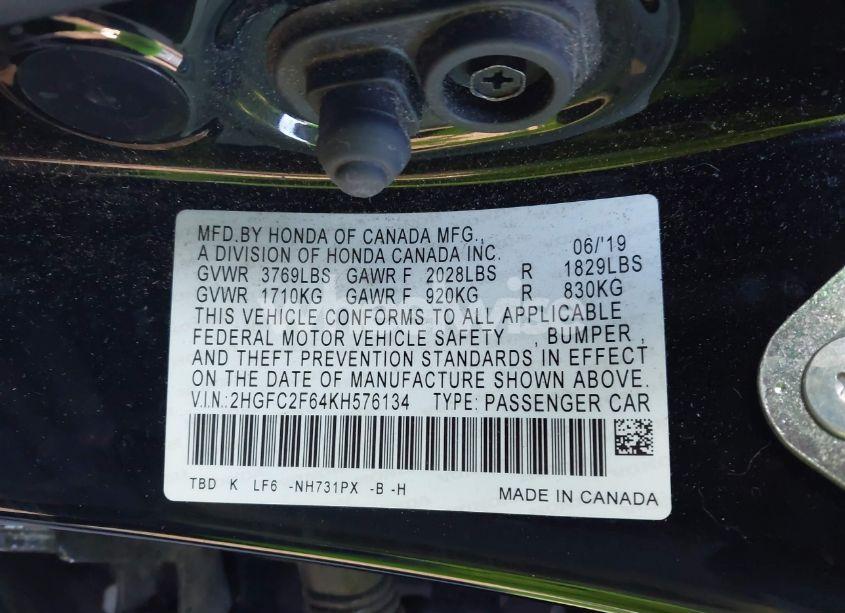 MFD.BY HONDA OF CANADA MFG.,
A DIVISION OF HONDA CANADA INC. 06/'19
GVWR 3769LBS GAWR F 2028LBS R 1829LBS
GVWR 1710KG GAWR F 920KG R 830KG
THIS VEHICLE CONFORMS TO ALL APPLICABLE
FEDERAL MOTOR VEHICLE SAFETY , BUMPER ,
AND THEFT PREVENTION STANDARDS IN EFFECT
ON THE DATE OF MANUFACTURE SHOWN ABOVE.
V.I.N.: 2HGFC2F64KH576134 TYPE: PASSENGER CAR
TBD K LF6 -NH731PX -B -H MADE IN CANADA